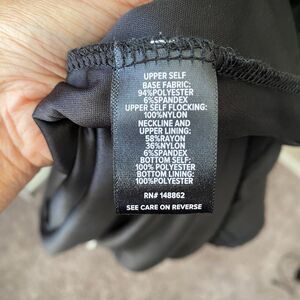 UPPER SELF
BASE FABRIC:
94%POLYESTER
6%SPANDEX
UPPER SELF FLOCKING:
100%NYLON
NECKLINE AND
UPPER LINING:
58%RAYON
36%NYLON
6%SPANDEX
BOTTOM SELF:
100% POLYESTER
BOTTOM LINING:
100%POLYESTER
RN# 148862
SEE CARE ON REVERSE